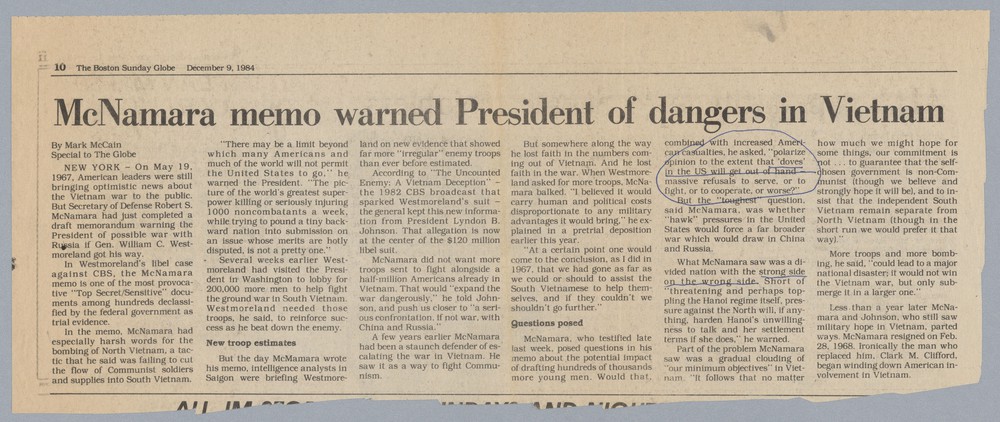 10 The Boston Sunday Globe December 9, 1984
McNamara memo warned President of dangers in Vietnam
By Mark McCain
Special to The Globe
NEW YORK – On May 19,
1967, American leaders were still
bringing optimistic news about
the Vietnam war to the public.
But Secretary of Defense Robert S.
McNamara had just completed a
draft memorandum warning the
President of possible war with
Russia if Gen. William C. West-
moreland got his way.
In Westmoreland's libel case
against CBS, the McNamara
memo is one of the most provoca-
tive "Top Secret/Sensitive" docu-
ments among hundreds declassi-
fied by the federal government as
trial evidence.
In the memo, McNamara had
especially harsh words for the
bombing of North Vietnam, a tac-
tic that he said was failing to cut
the flow of Communist soldiers
and supplies into South Vietnam.
"There may be a limit beyond
which many Americans and
much of the world will not permit
the United States to go," he
warned the President. "The pic-
ture of the world's greatest super-
power killing or seriously injuring
1000 noncombatants a week,
while trying to pound a tiny back-
ward nation into submission on
an issue whose merits are hotly
disputed, is not a pretty one."
Several weeks earlier West-
moreland had visited the Presi-
dent in Washington to lobby for
200,000 more men to help fight
the ground war in South Vietnam.
Westmoreland needed those
troops, he said, to reinforce suc-
cess as he beat down the enemy.
New troop estimates
But the day McMamara wrote
his memo, intelligence analysts in
Saigon were briefing Westmore-
land on new evidence that showed
far more "irregular" enemy troops
than ever before estimated.
According to "The Uncounted
Enemy: A Vietnam Deception" –
the 1982 CBS broadcast that
sparked Westmoreland's suit –
the general kept this new informa-
tion from President Lyndon B.
Johnson. That allegation is now
at the center of the $120 million
libel suit.
McNamara did not want more
troops sent to fight alongside a
half-million Americans already in
Vietnam. That would "expand the
war dangerously," he told John-
son, and push us closer to "a seri-
ous confrontation, if not war, with
China and Russia."
A few years earlier McNamara
had been a staunch defender of es-
calating the war in Vietnam. He
saw it as a way to fight Commu-
nism.
But somewhere along the way
he lost faith in the numbers com-
ing out of Vietnam. And he lost
faith in the war. When Westmore-
land asked for more troops, McNa-
mara balked. "I believed it would
carry human and political costs
disproportionate to any military
advantages it would bring," he ex-
plained in a pretrial deposition
earlier this year.
"At a certain point one would
come to the conclusion, as I did in
1967, that we had gone as far as
we could or should to assist the
South Vietnamese to help them-
selves, and if they couldn't we
shouldn't go further."
Questions posed
McNamara, who testified late
last week, posed questions in his
memo about the potential impact
of drafting hundreds of thousands
more young men. Would that,
combined with increased Ameri-
can casualties, he asked, "polarize
opinion to the extent that 'doves'
in the US will get out of hand –
massive refusals to serve, or to
fight, or to cooperate, or worse?"
But the "toughest" question,
said McNamara, was whether
"hawk" pressures in the United
States would force a far broader
war which would draw in China
and Russia.
What McNamara saw was a di-
vided nation with the strong side
on the wrong side. Short of
"threatening and perhaps top-
pling the Hanoi regime itself, pres-
sure against the North will, if any-
thing, harden Hanoi's unwilling-
ness to talk and her settlement
terms if she does," he warned.
Part of the problem McNamara
saw was a gradual clouding of
"our minimum objectives" in Viet-
nam. "It follows that no matter
how much we might hope for
some things, our commitment is
not . . . to guarantee that the self-
chosen government is non-Com-
munist (though we believe and
strongly hope it will be), and to in-
sist that the independent South
Vietnam remain separate from
North Vietnam (though in the
short run we would prefer it that
way)."
More troops and more bomb-
ing, he said, "could lead to a major
national disaster; it would not win
the Vietnam war, but only sub-
merge it in a larger one."
Less than a year later McNa-
mara and Johnson, who still saw
military hope in Vietnam, parted
ways. McNamara resigned on Feb.
28, 1968. Ironically the man who
replaced him, Clark M. Clifford,
began winding down American in-
volvement in Vietnam.